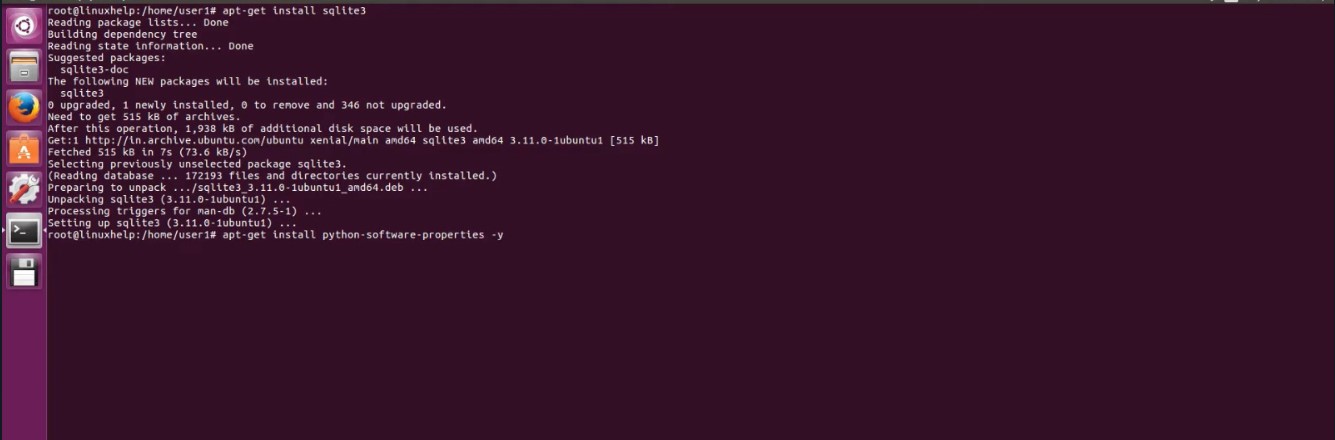 root@linuxhelp:/home/user1# apt-get install sqlite3
Reading package lists... Done
Building dependency tree
Reading state information... Done
Suggested packages:
  sqlite3-doc
The following NEW packages will be installed:
  sqlite3
0 upgraded, 1 newly installed, 0 to remove and 346 not upgraded.
Need to get 515 kB of archives.
After this operation, 1,938 kB of additional disk space will be used.
Get:1 http://in.archive.ubuntu.com/ubuntu xenial/main amd64 sqlite3 amd64 3.11.0-1ubuntu1 [515 kB]
Fetched 515 kB in 7s (73.6 kB/s)
Selecting previously unselected package sqlite3.
(Reading database ... 172193 files and directories currently installed.)
Preparing to unpack .../sqlite3_3.11.0-1ubuntu1_amd64.deb ...
Unpacking sqlite3 (3.11.0-1ubuntu1) ...
Processing triggers for man-db (2.7.5-1) ...
Setting up sqlite3 (3.11.0-1ubuntu1) ...
root@linuxhelp:/home/user1# apt-get install python-software-properties -y